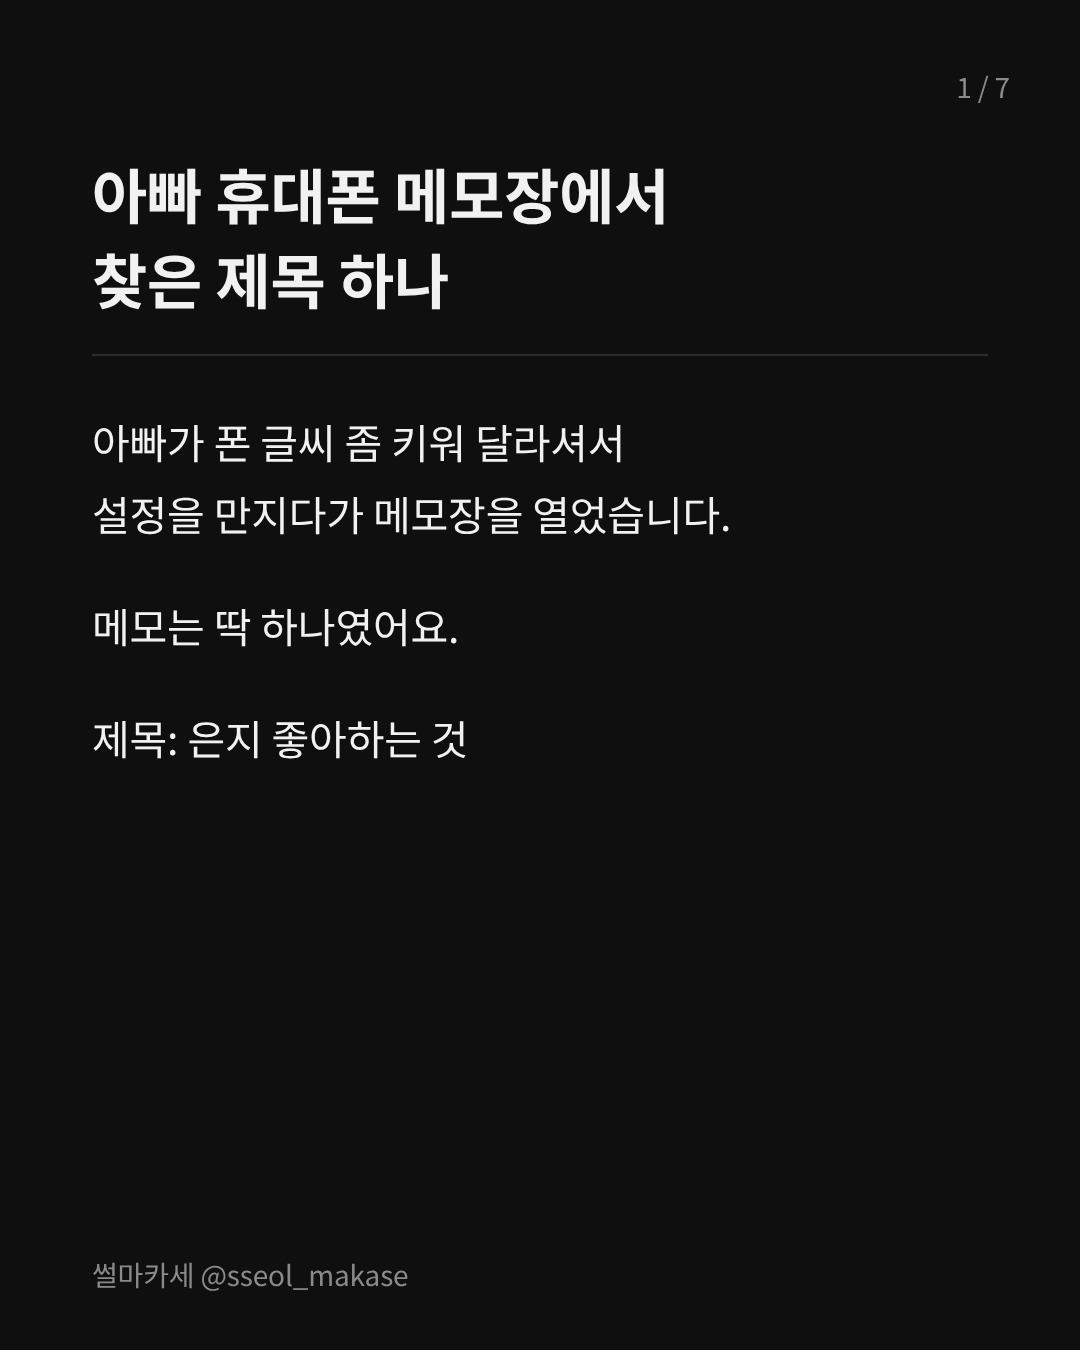 1 / 7
아빠 휴대폰 메모장에서
찾은 제목 하나
아빠가 폰 글씨 좀 키워 달라셔서
설정을 만지다가 메모장을 열었습니다.
메모는 딱 하나였어요.
제목: 은지 좋아하는 것
썰마카세 @sseol_makase